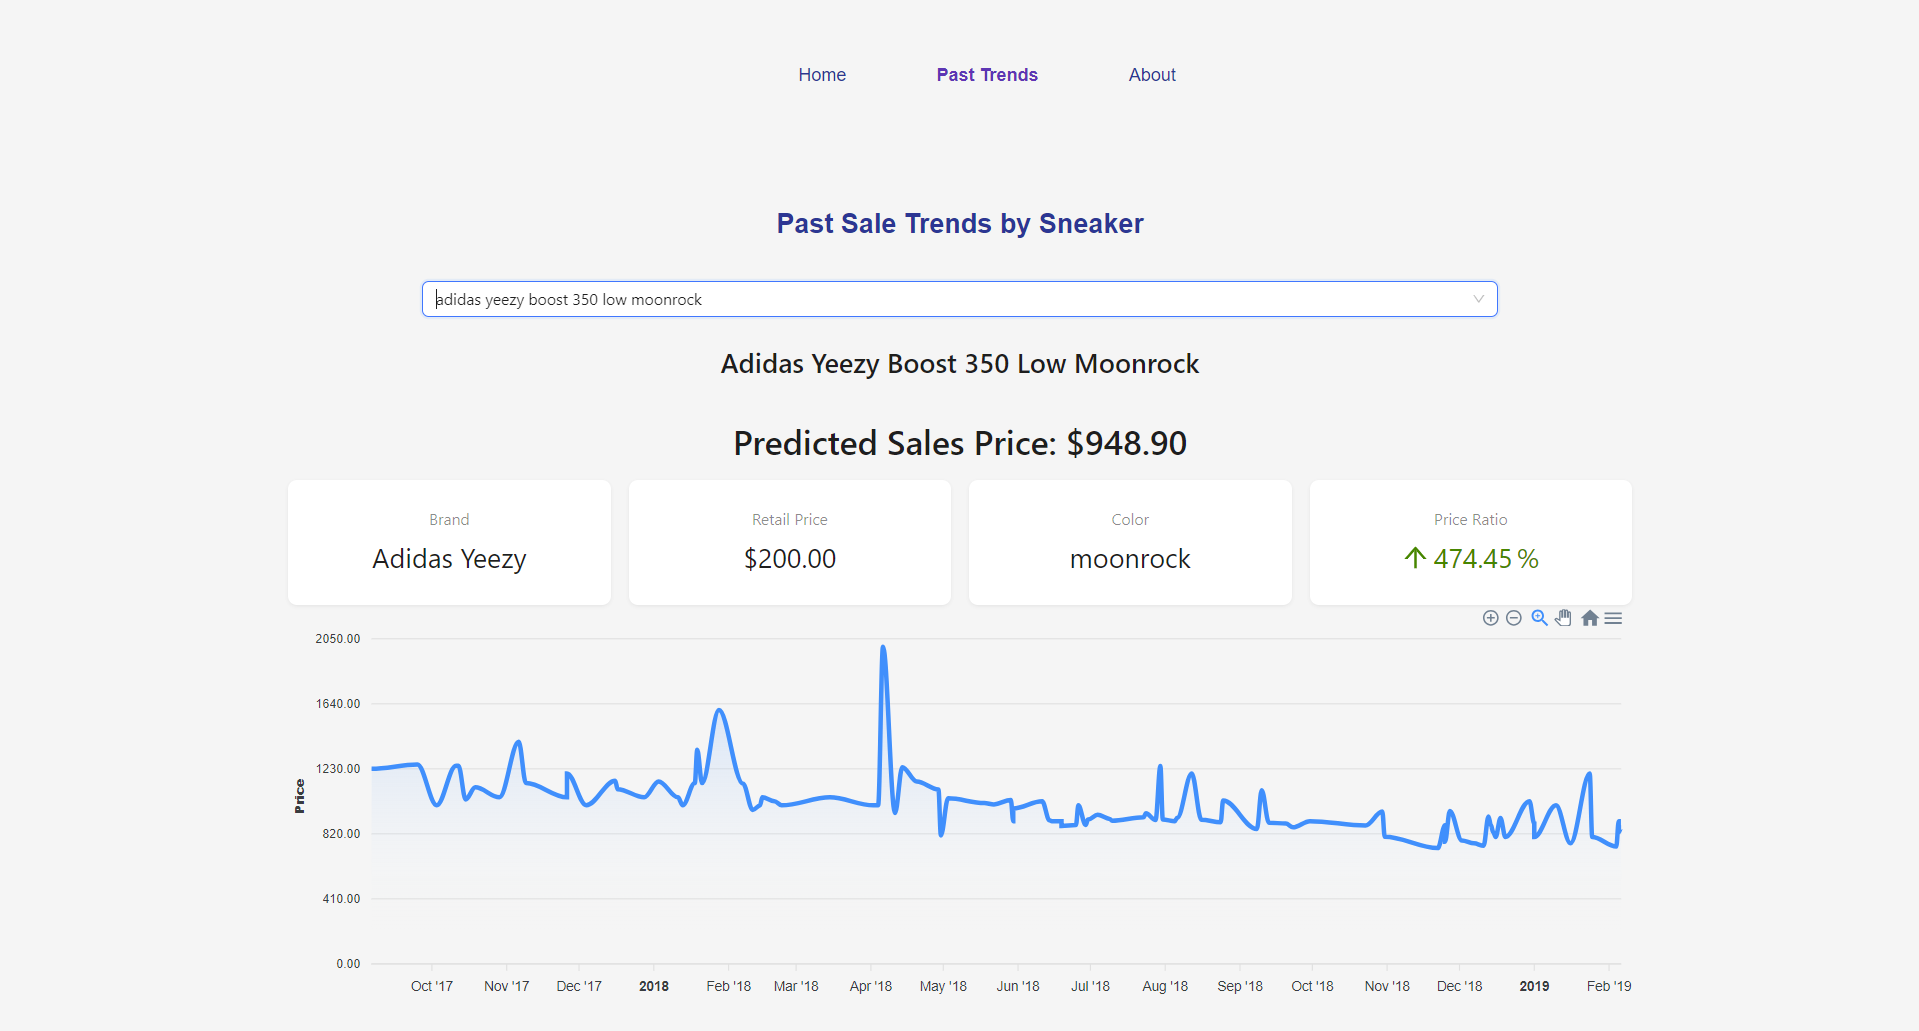 Home Past Trends About
Past Sale Trends by Sneaker
adidas yeezy boost 350 low moonrock
Adidas Yeezy Boost 350 Low Moonrock
Predicted Sales Price: $948.90
Brand Retail Price Color Price Ratio
Adidas Yeezy $200.00 moonrock 474.45 %
2050.00
1640.00
1230.00
820.00
410.00
0.00
Price
Oct '17 Nov '17 Dec '17 2018 Feb '18 Mar '18 Apr '18 May '18 Jun '18 Jul '18 Aug '18 Sep '18 Oct '18 Nov '18 Dec '18 2019 Feb '19